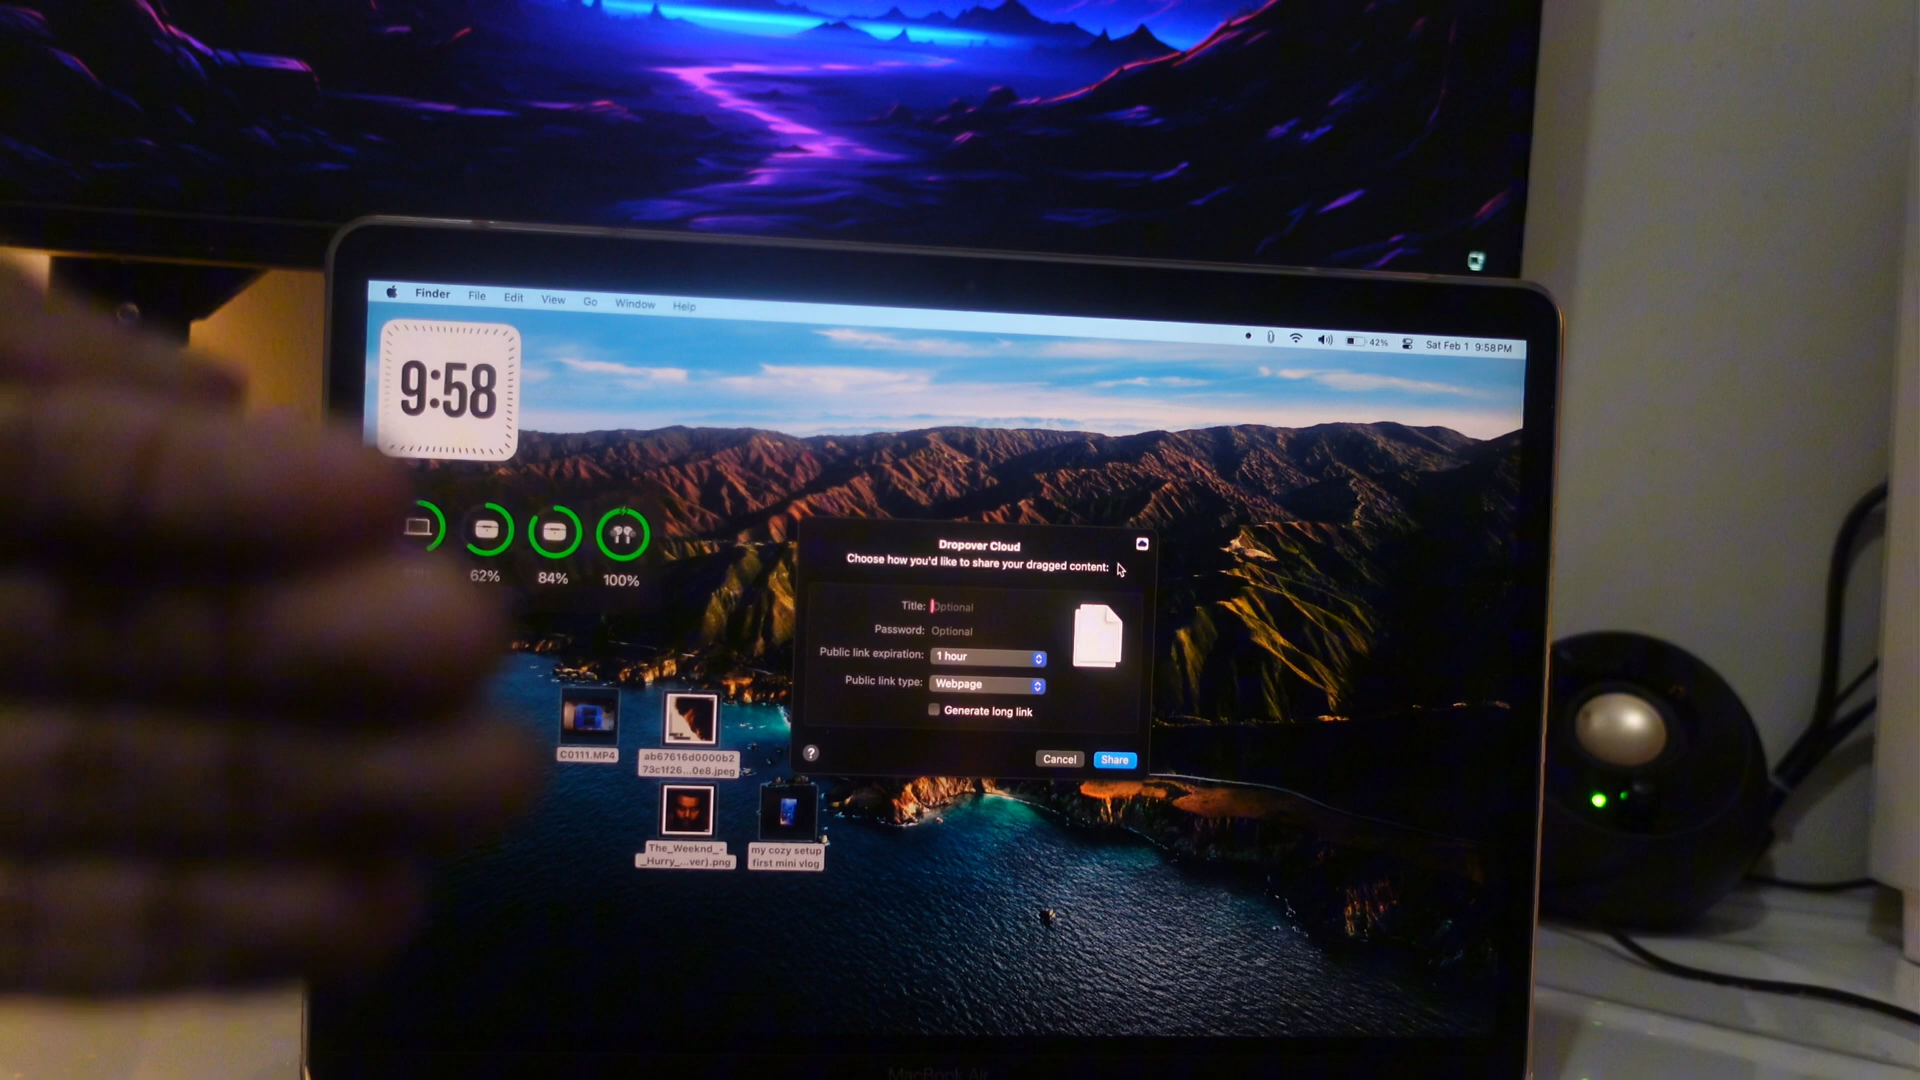 Finder File Edit View Go Window Help
42% Sat Feb 1 9:58PM
9:58
62% 84% 100%
Dropover Cloud
Choose how you'd like to share your dragged content:
Title: Optional
Password: Optional
Public link expiration: 1 hour
Public link type: Webpage
Generate long link
? Cancel Share
C0111.MP4
ab67616d0000b2
73c1f26...0e8.jpeg
The_Weeknd_-
_Hurry_...ver).png
my cozy setup
first mini vlog
MacBook Air